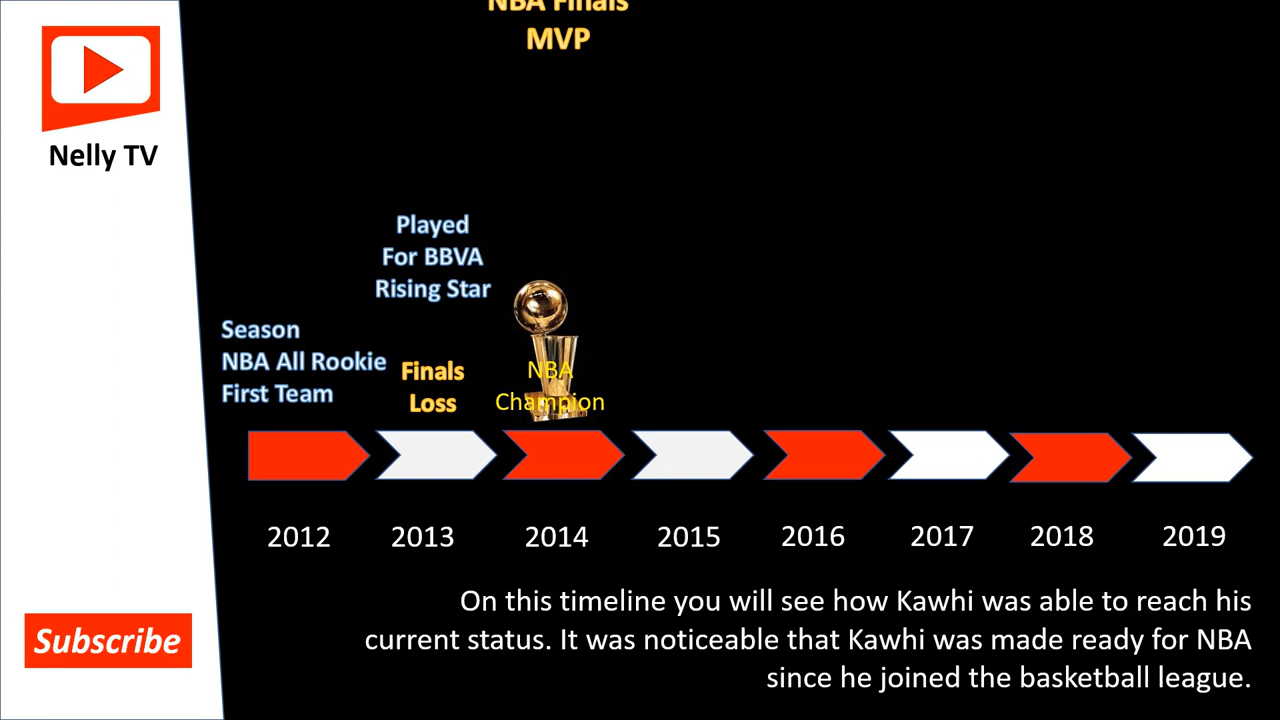 NBA Finals
MVP
Nelly TV
Played
For BBVA
Rising Star
Season
NBA All Rookie
First Team
Finals
Loss
NBA
Champion
2012
2013
2014
2015
2016
2017
2018
2019
On this timeline you will see how Kawhi was able to reach his
current status. It was noticeable that Kawhi was made ready for NBA
since he joined the basketball league.
Subscribe